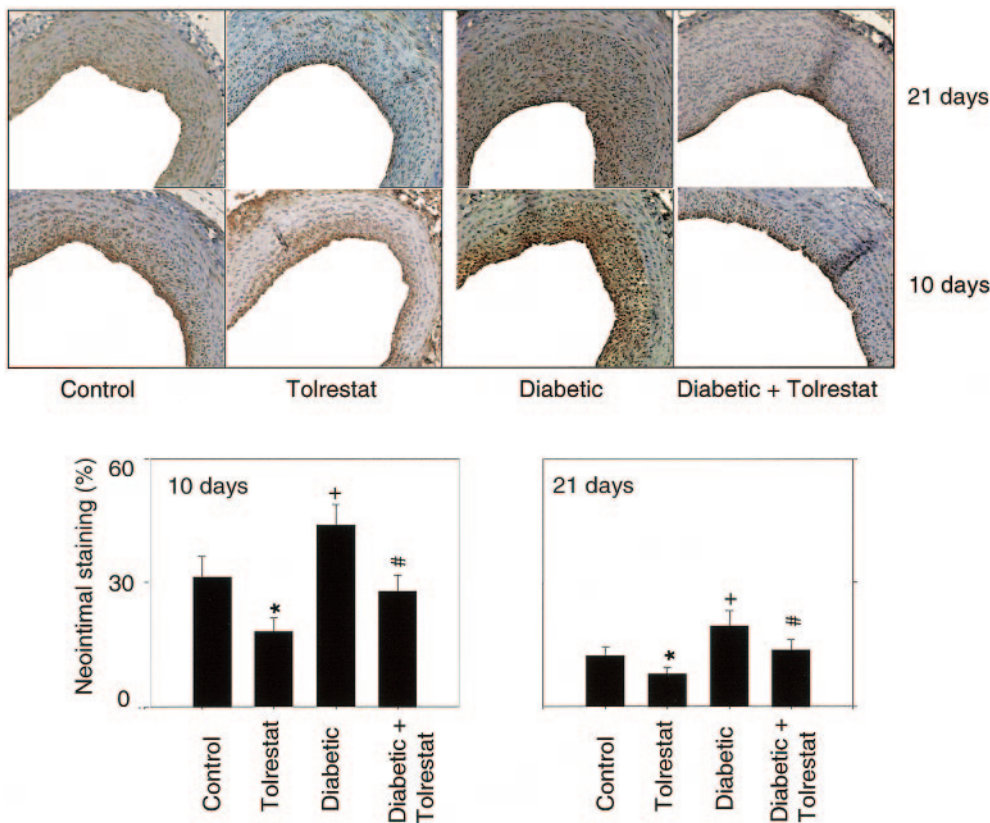 21 days
10 days
Control Tolrestat Diabetic Diabetic + Tolrestat
Neointimal staining (%)
60
30
0
10 days
*
+
#
Control
Tolrestat
Diabetic
Diabetic +
Tolrestat
21 days
*
+
#
Control
Tolrestat
Diabetic
Diabetic +
Tolrestat